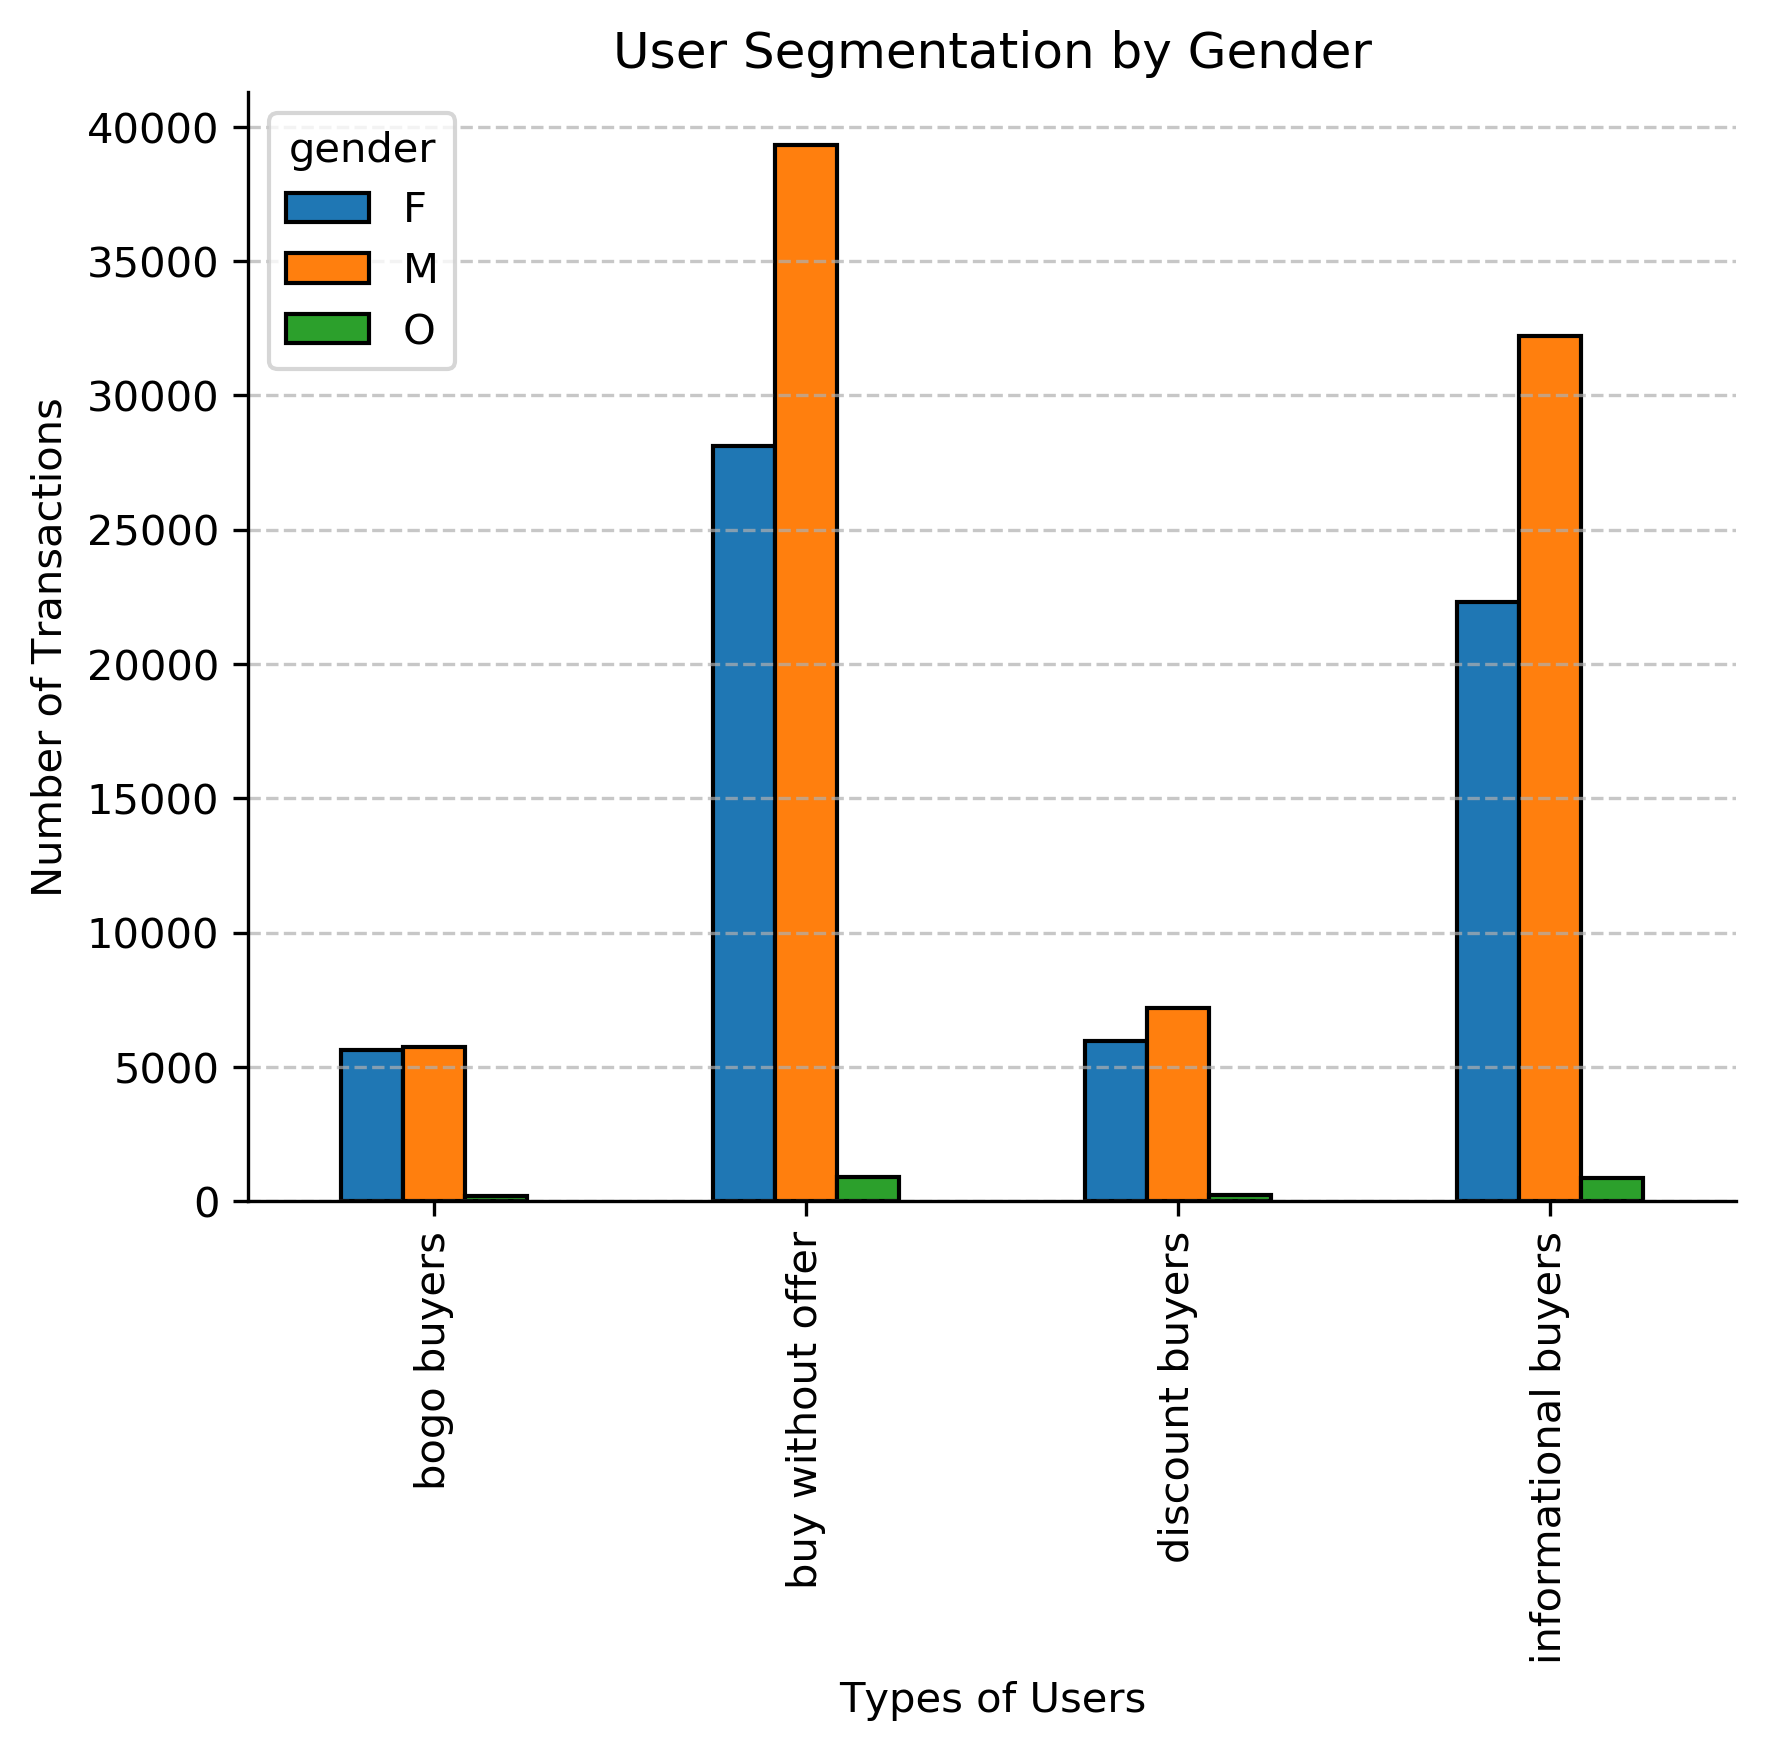 User Segmentation by Gender
gender
F
M
O
40000
35000
30000
25000
20000
15000
10000
5000
0
Number of Transactions
bogo buyers
buy without offer
discount buyers
informational buyers
Types of Users